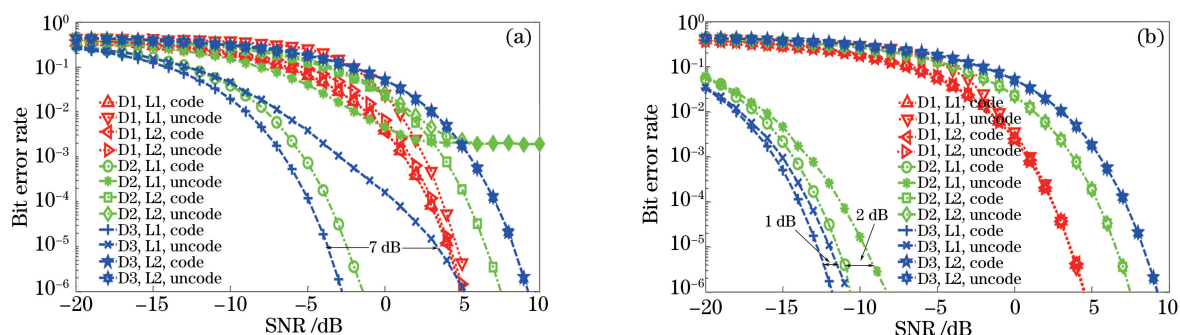 (a)
Bit error rate
10⁰
10⁻¹
10⁻²
10⁻³
10⁻⁴
10⁻⁵
10⁻⁶
D1, L1, code
D1, L1, uncode
D1, L2, code
D1, L2, uncode
D2, L1, code
D2, L1, uncode
D2, L2, code
D2, L2, uncode
D3, L1, code
D3, L1, uncode
D3, L2, code
D3, L2, uncode
7 dB
−20 −15 −10 −5 0 5 10
SNR /dB
(b)
Bit error rate
10⁰
10⁻¹
10⁻²
10⁻³
10⁻⁴
10⁻⁵
10⁻⁶
D1, L1, code
D1, L1, uncode
D1, L2, code
D1, L2, uncode
D2, L1, code
D2, L1, uncode
D2, L2, code
D2, L2, uncode
D3, L1, code
D3, L1, uncode
D3, L2, code
D3, L2, uncode
1 dB
2 dB
−20 −15 −10 −5 0 5 10
SNR /dB